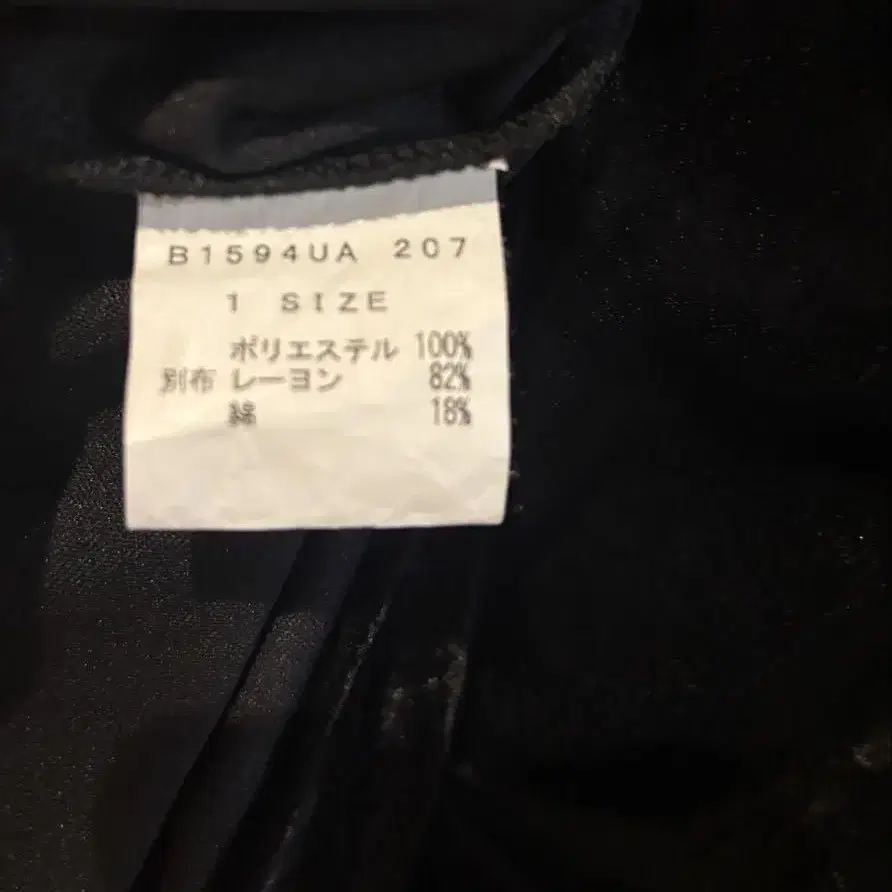 B1594UA 207
1 SIZE
ポリエステル 100%
別布 レーヨン 82%
綿 18%